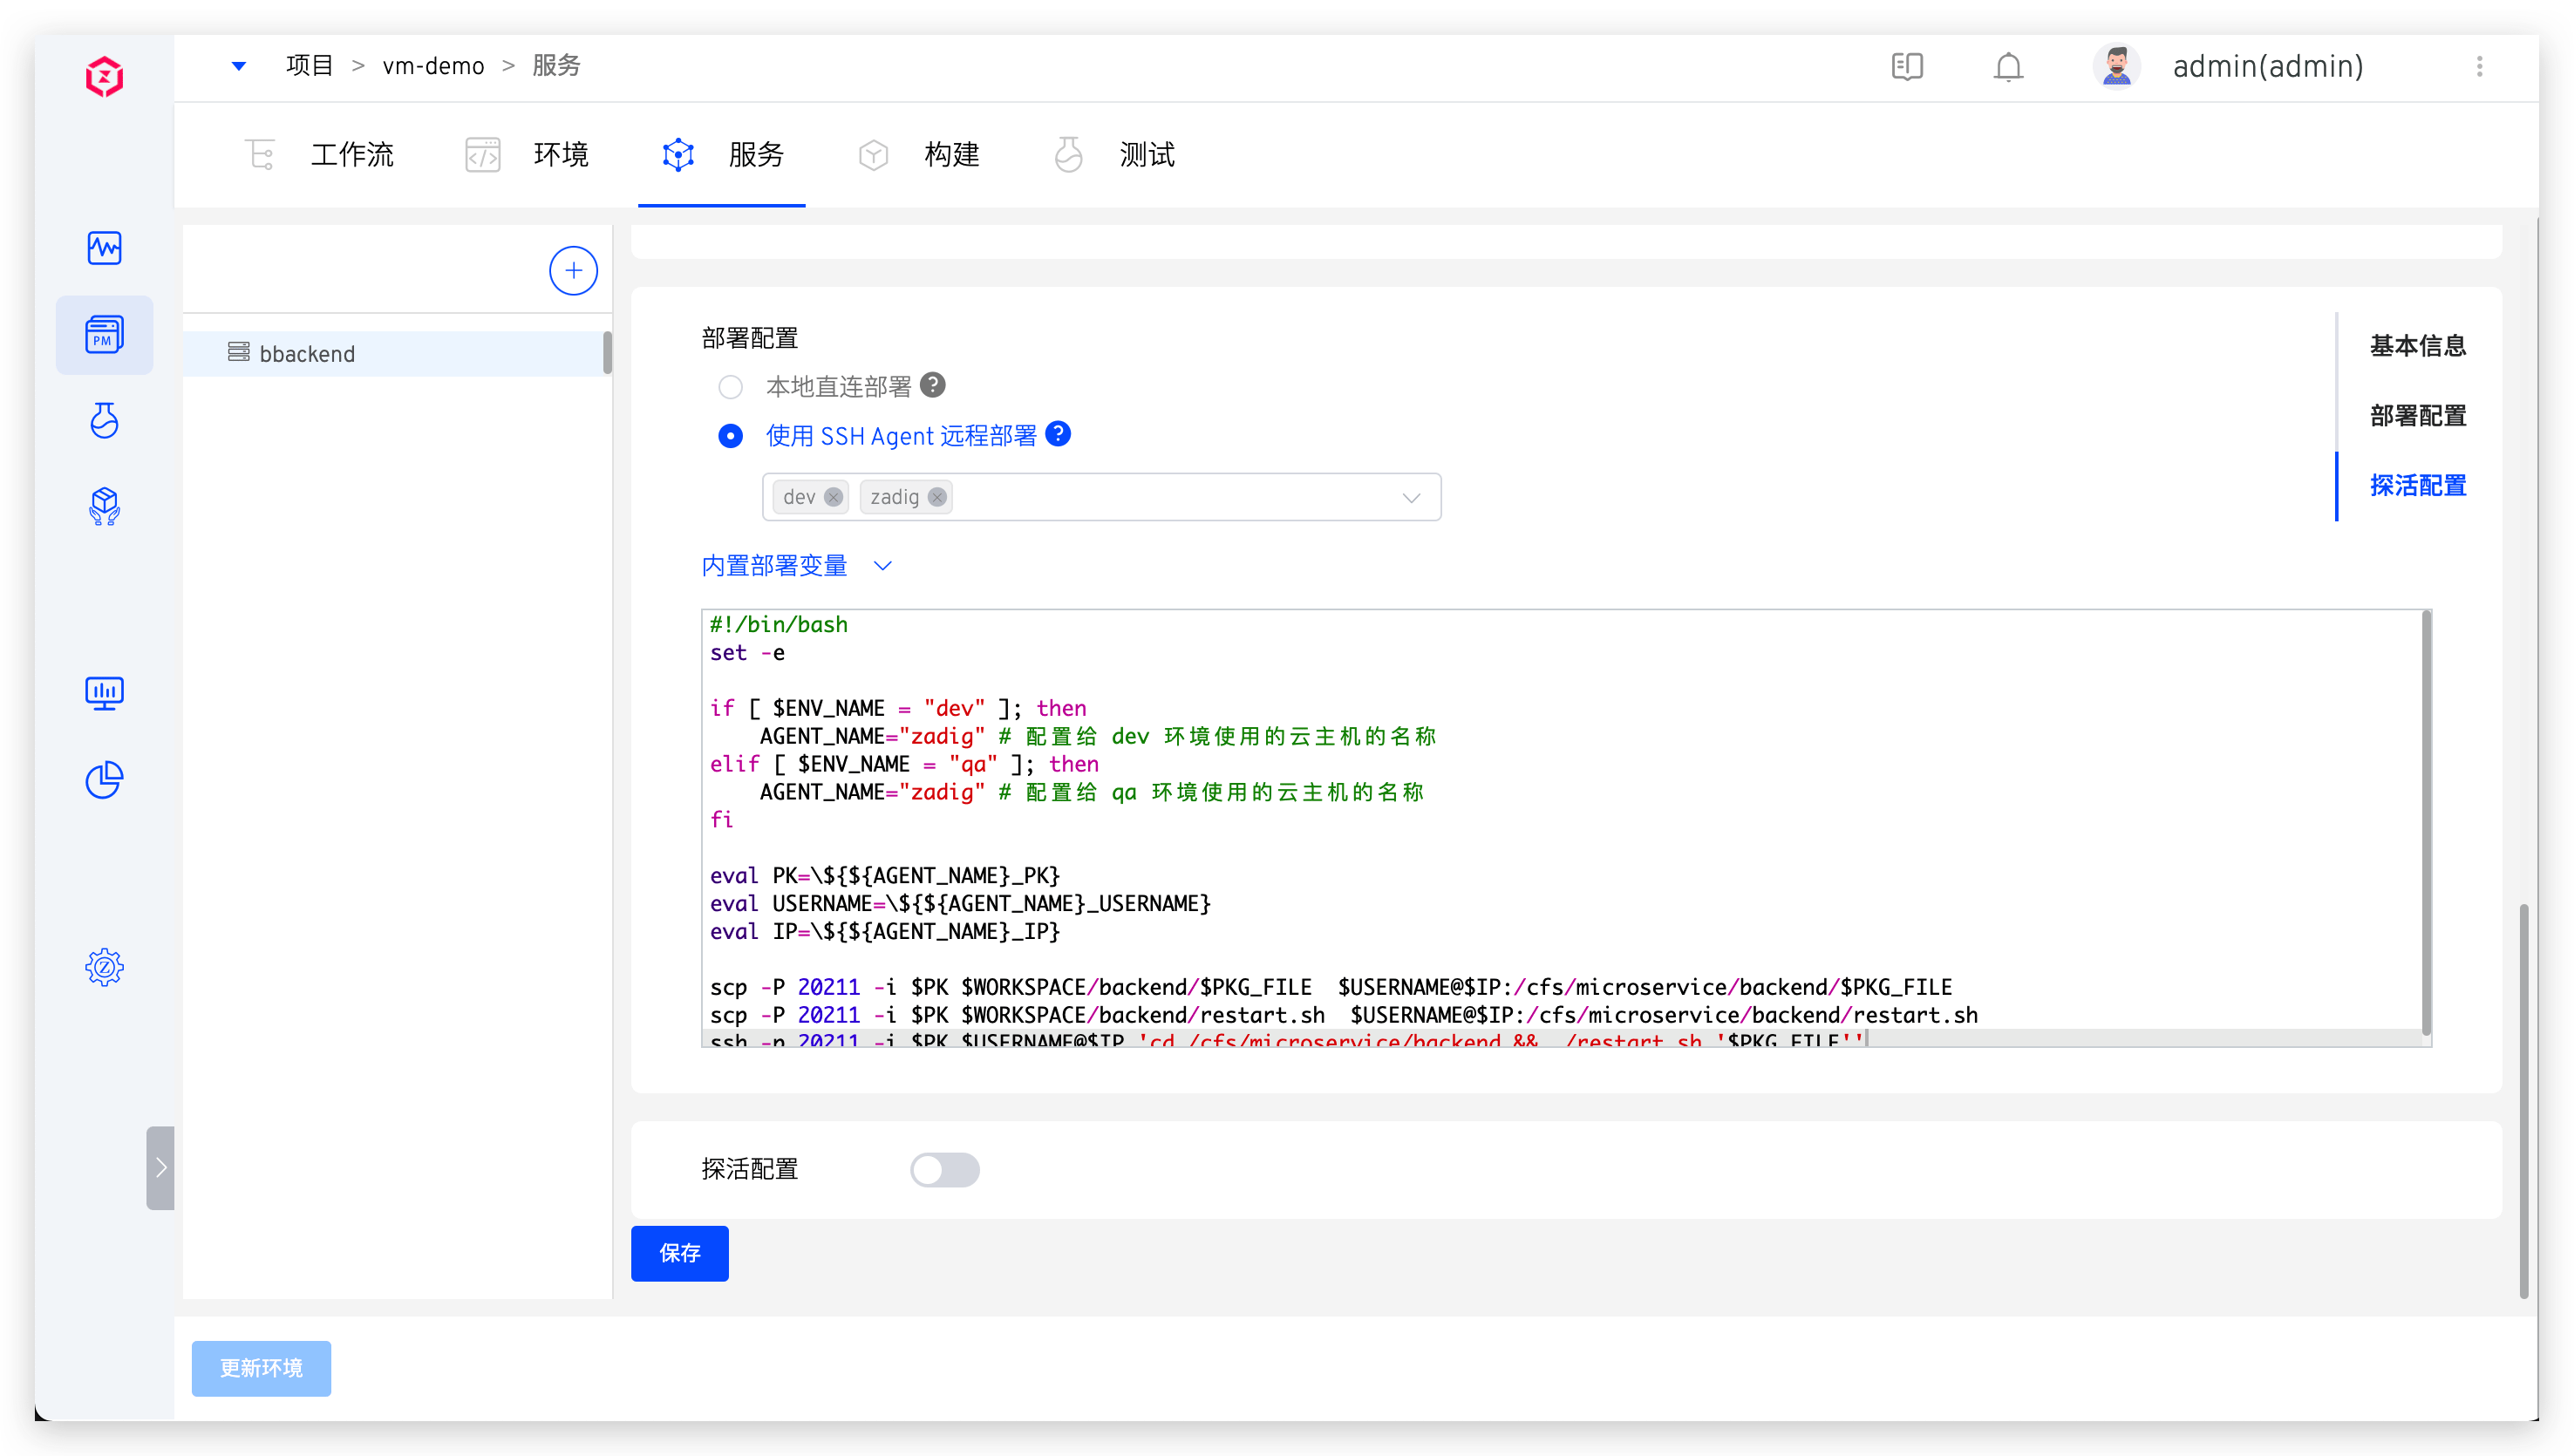 项目 > vm-demo > 服务
admin(admin)
工作流 环境 服务 构建 测试
PM
bbackend
部署配置
本地直连部署 ?
使用 SSH Agent 远程部署 ?
dev zadig
内置部署变量
#!/bin/bash
set -e
if [ $ENV_NAME = "dev" ]; then
AGENT_NAME="zadig" # 配置给 dev 环境使用的云主机的名称
elif [ $ENV_NAME = "qa" ]; then
AGENT_NAME="zadig" # 配置给 qa 环境使用的云主机的名称
fi
eval PK=\${${AGENT_NAME}_PK}
eval USERNAME=\${${AGENT_NAME}_USERNAME}
eval IP=\${${AGENT_NAME}_IP}
scp -P 20211 -i $PK $WORKSPACE/backend/$PKG_FILE  $USERNAME@$IP:/cfs/microservice/backend/$PKG_FILE
scp -P 20211 -i $PK $WORKSPACE/backend/restart.sh  $USERNAME@$IP:/cfs/microservice/backend/restart.sh
ssh -p 20211 -i $PK $USERNAME@$IP 'cd /cfs/microservice/backend && ./restart.sh '$PKG_FILE''
基本信息
部署配置
探活配置
探活配置
保存
更新环境